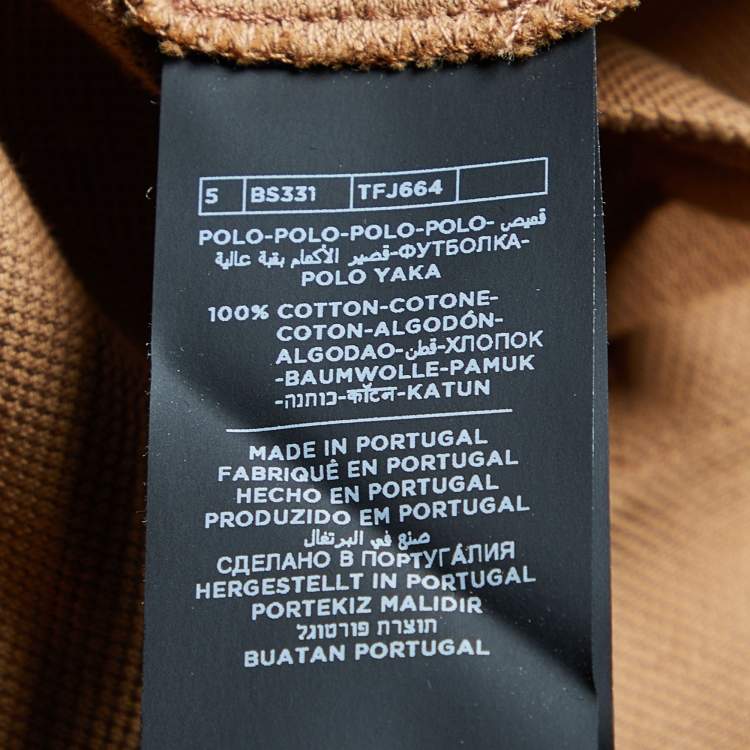 5 BS331 TFJ664
POLO-POLO-POLO-POLO-قميص
قصير الأكمام بقبة عالية-ФУТБОЛКА-
POLO YAKA
100% COTTON-COTONE-
COTON-ALGODÓN-
ALGODAO-قطن-ХЛОПОК
-BAUMWOLLE-PAMUK
-כותנה-कॉटन-KATUN
MADE IN PORTUGAL
FABRIQUÉ EN PORTUGAL
HECHO EN PORTUGAL
PRODUZIDO EM PORTUGAL
صنع في البرتغال
СДЕЛАНО В ПОРТУГÁЛИЯ
HERGESTELLT IN PORTUGAL
PORTEKIZ MALIDIR
תוצרת פורטוגל
BUATAN PORTUGAL